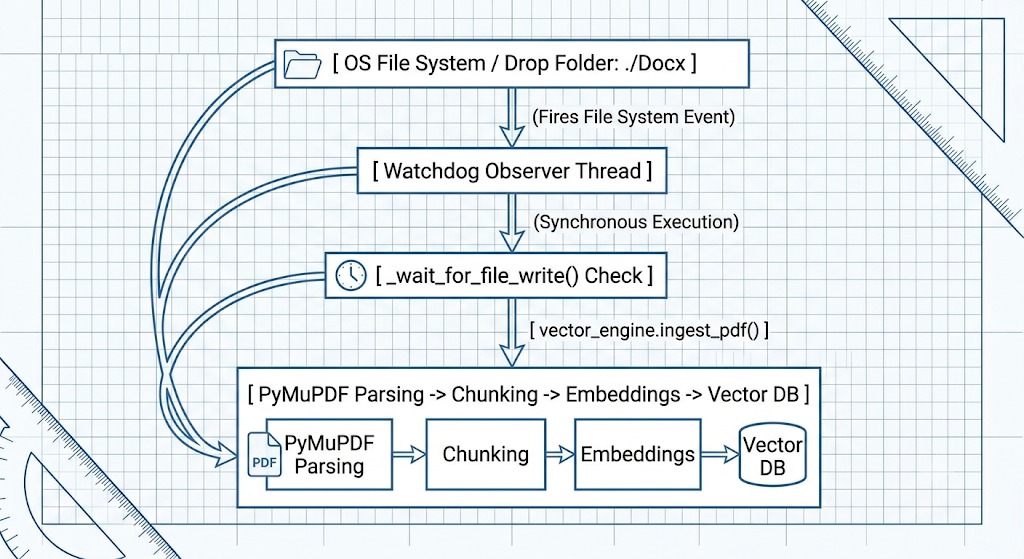 [ OS File System / Drop Folder: ./Docx ]
(Fires File System Event)
[ Watchdog Observer Thread ]
(Synchronous Execution)
[ _wait_for_file_write() Check ]
[ vector_engine.ingest_pdf() ]
[ PyMuPDF Parsing -> Chunking -> Embeddings -> Vector DB ]
PDF
PyMuPDF
Parsing
Chunking
Embeddings
Vector
DB